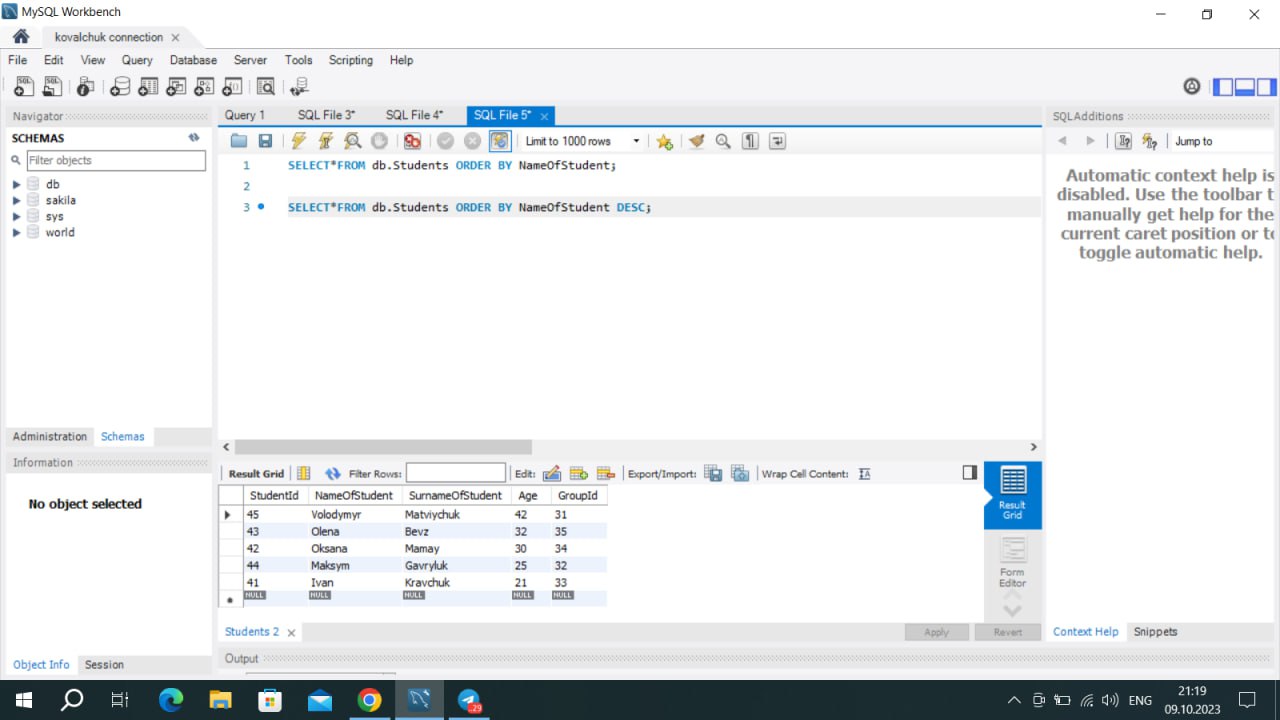 MySQL Workbench
kovalchuk connection
File Edit View Query Database Server Tools Scripting Help
Navigator
SCHEMAS
Filter objects
db
sakila
sys
world
Administration Schemas
Information
No object selected
Object Info Session
Query 1 SQL File 3* SQL File 4* SQL File 5*
Limit to 1000 rows
1 SELECT*FROM db.Students ORDER BY NameOfStudent;
2
3 SELECT*FROM db.Students ORDER BY NameOfStudent DESC;
Result Grid Filter Rows: Edit: Export/Import: Wrap Cell Content:
StudentId NameOfStudent SurnameOfStudent Age GroupId
45 Volodymyr Matviychuk 42 31
43 Olena Bevz 32 35
42 Oksana Mamay 30 34
44 Maksym Gavryluk 25 32
41 Ivan Kravchuk 21 33
NULL NULL NULL NULL NULL
Result
Grid
Form
Editor
Students 2
Apply Revert
Output
SQLAdditions
Jump to
Automatic context help is
disabled. Use the toolbar t
manually get help for the
current caret position or to
toggle automatic help.
Context Help Snippets
29
ENG
21:19
09.10.2023